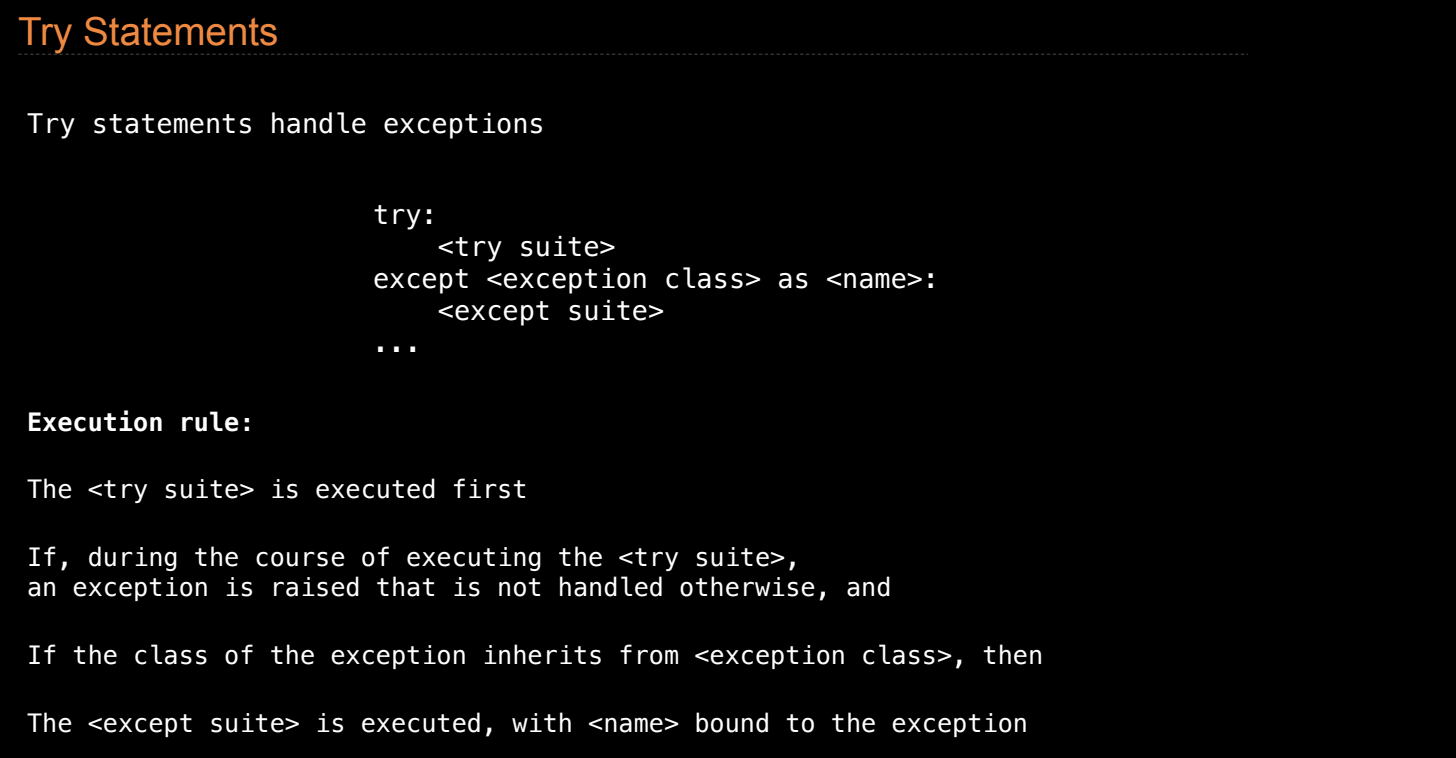 Try Statements
Try statements handle exceptions
try:
    <try suite>
except <exception class> as <name>:
    <except suite>
...
Execution rule:
The <try suite> is executed first
If, during the course of executing the <try suite>,
an exception is raised that is not handled otherwise, and
If the class of the exception inherits from <exception class>, then
The <except suite> is executed, with <name> bound to the exception